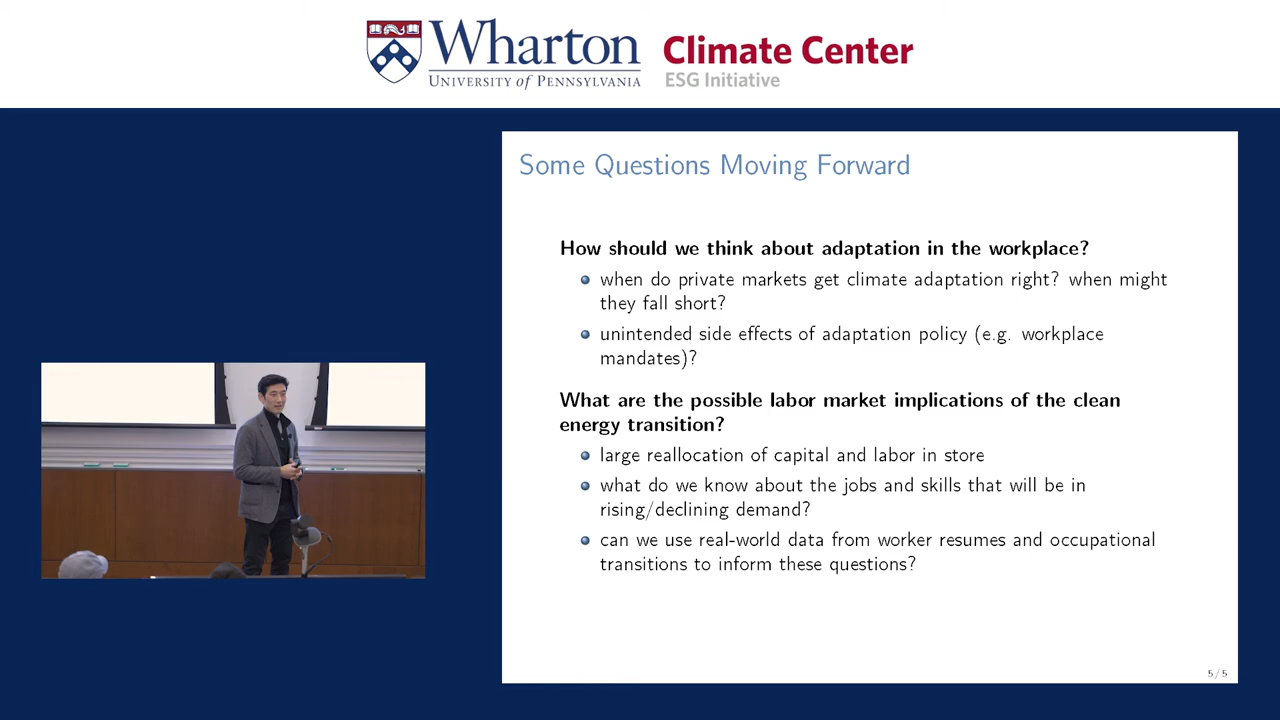 Wharton
UNIVERSITY of PENNSYLVANIA
Climate Center
ESG Initiative
Some Questions Moving Forward
How should we think about adaptation in the workplace?
when do private markets get climate adaptation right? when might
they fall short?
unintended side effects of adaptation policy (e.g. workplace
mandates)?
What are the possible labor market implications of the clean
energy transition?
large reallocation of capital and labor in store
what do we know about the jobs and skills that will be in
rising/declining demand?
can we use real-world data from worker resumes and occupational
transitions to inform these questions?
5/5